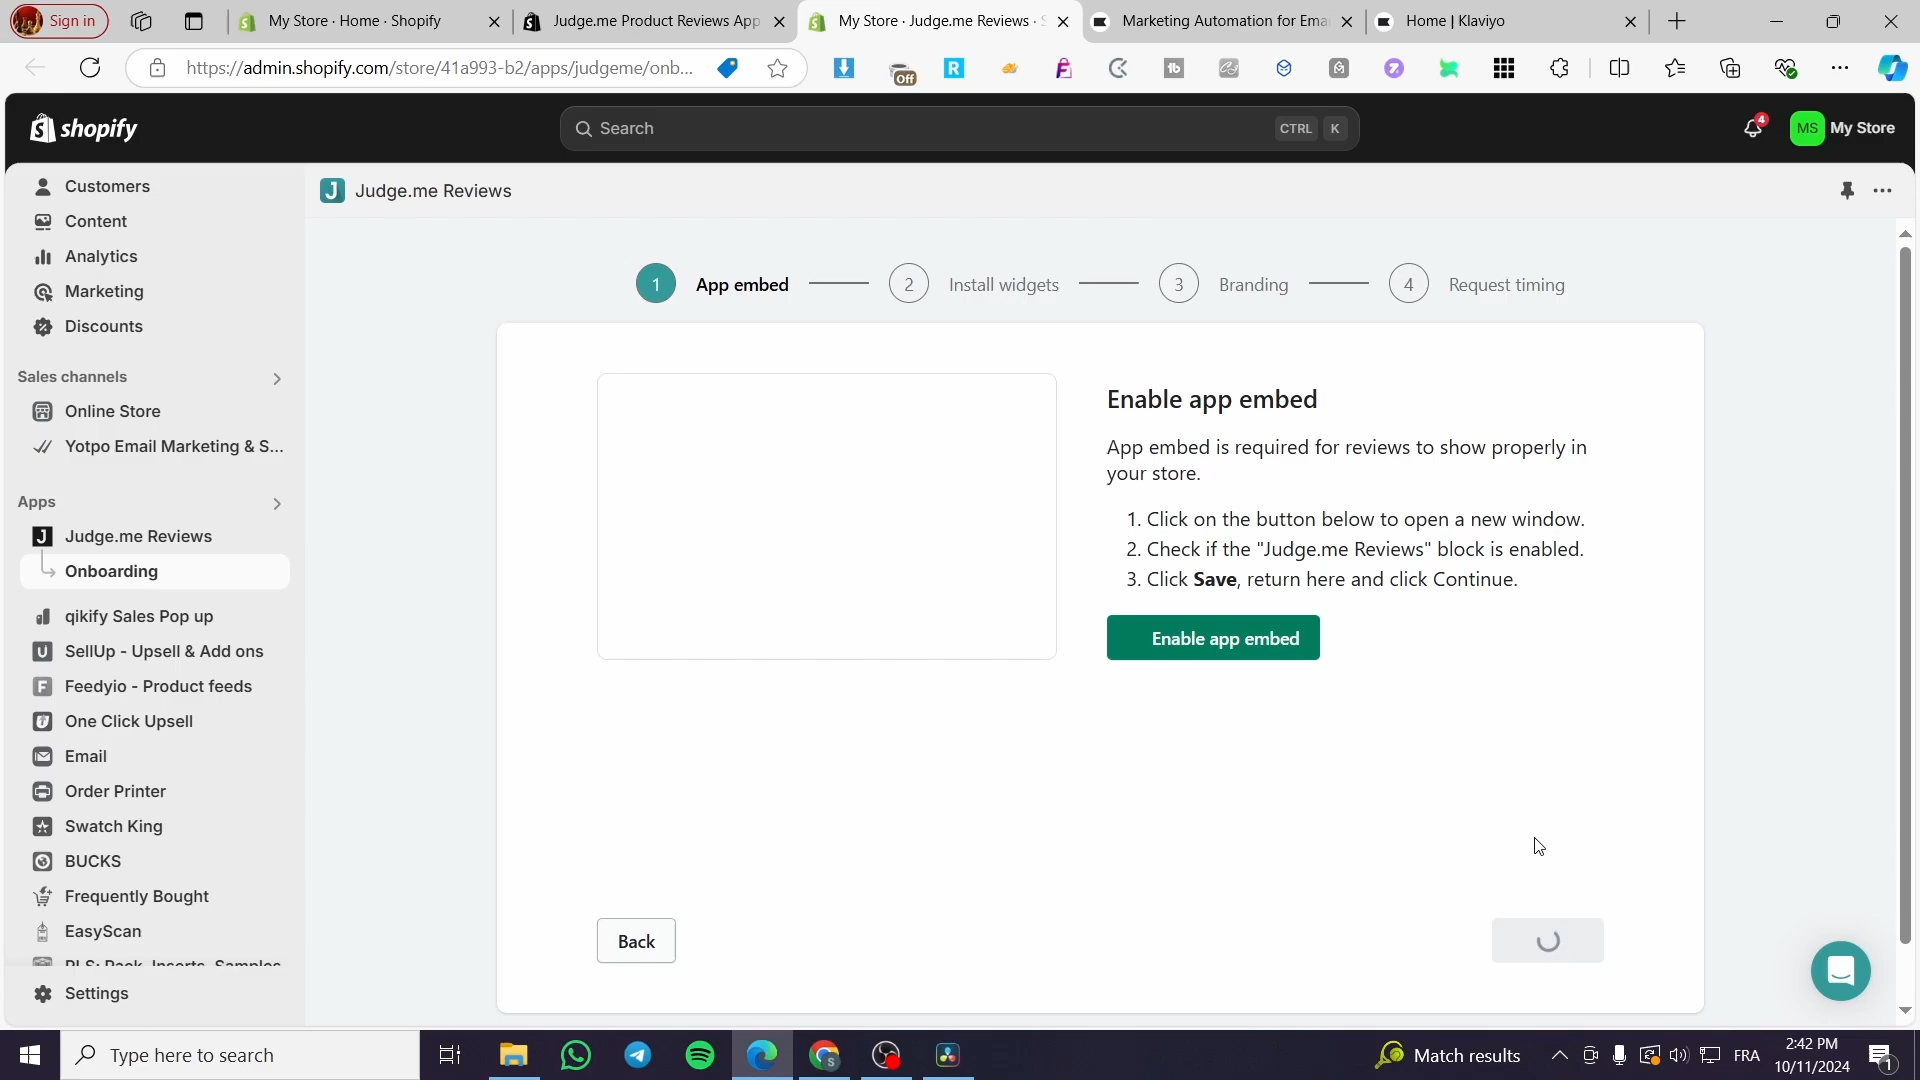 Sign in
My Store · Home · Shopify
Judge.me Product Reviews App
My Store · Judge.me Reviews ·
Marketing Automation for Ema
Home | Klaviyo
https://admin.shopify.com/store/41a993-b2/apps/judgeme/onb...
Off
R
tb
shopify
Search
CTRL K
4
MS
My Store
Customers
Content
Analytics
Marketing
Discounts
Sales channels
Online Store
Yotpo Email Marketing & S...
Apps
J Judge.me Reviews
Onboarding
qikify Sales Pop up
U SellUp - Upsell & Add ons
F Feedyio - Product feeds
One Click Upsell
Email
Order Printer
Swatch King
BUCKS
Frequently Bought
EasyScan
PLS: Pack, Inserts, Samples
Settings
J Judge.me Reviews
1 App embed
2 Install widgets
3 Branding
4 Request timing
Enable app embed
App embed is required for reviews to show properly in
your store.
1. Click on the button below to open a new window.
2. Check if the "Judge.me Reviews" block is enabled.
3. Click Save, return here and click Continue.
Enable app embed
Back
Type here to search
S
Match results
FRA
2:42 PM
10/11/2024
1